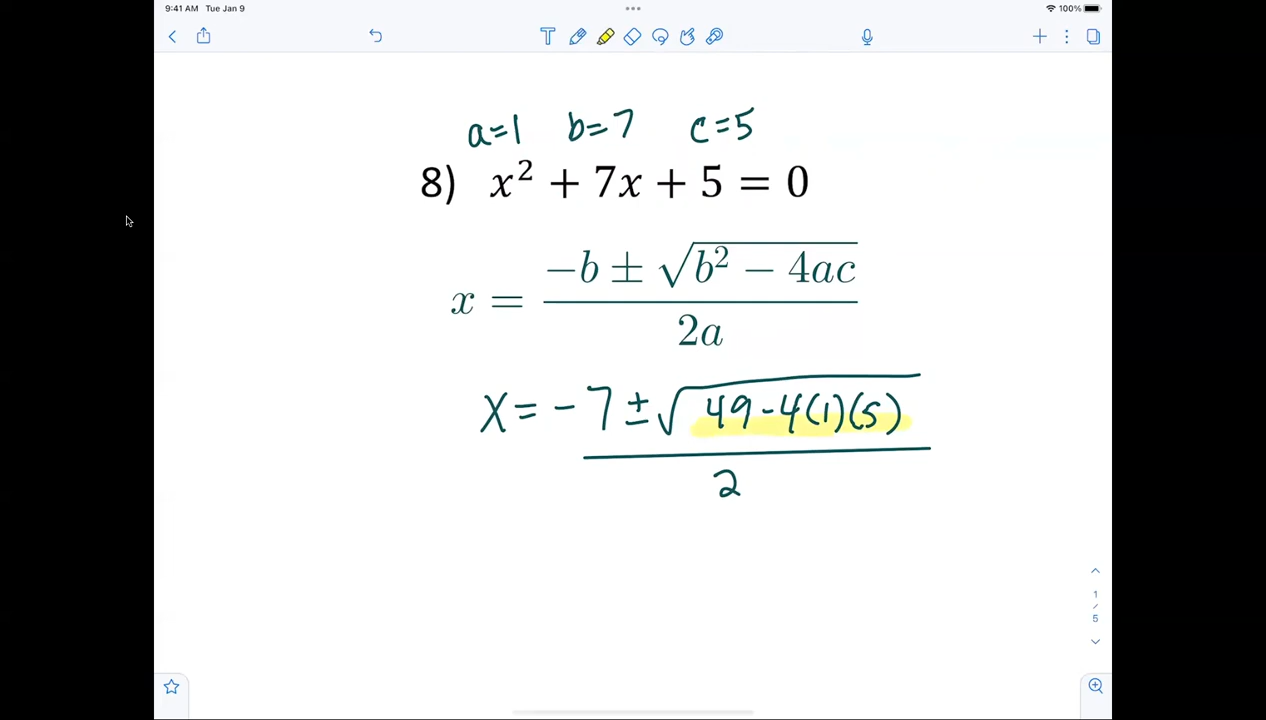 9:41 AM Tue Jan 9
100%
T
a=1 b=7 c=5
8) x² + 7x + 5 = 0
x = (-b ± √(b² − 4ac)) / 2a
x = -7 ± √(49-4(1)(5)) / 2
1
/
5